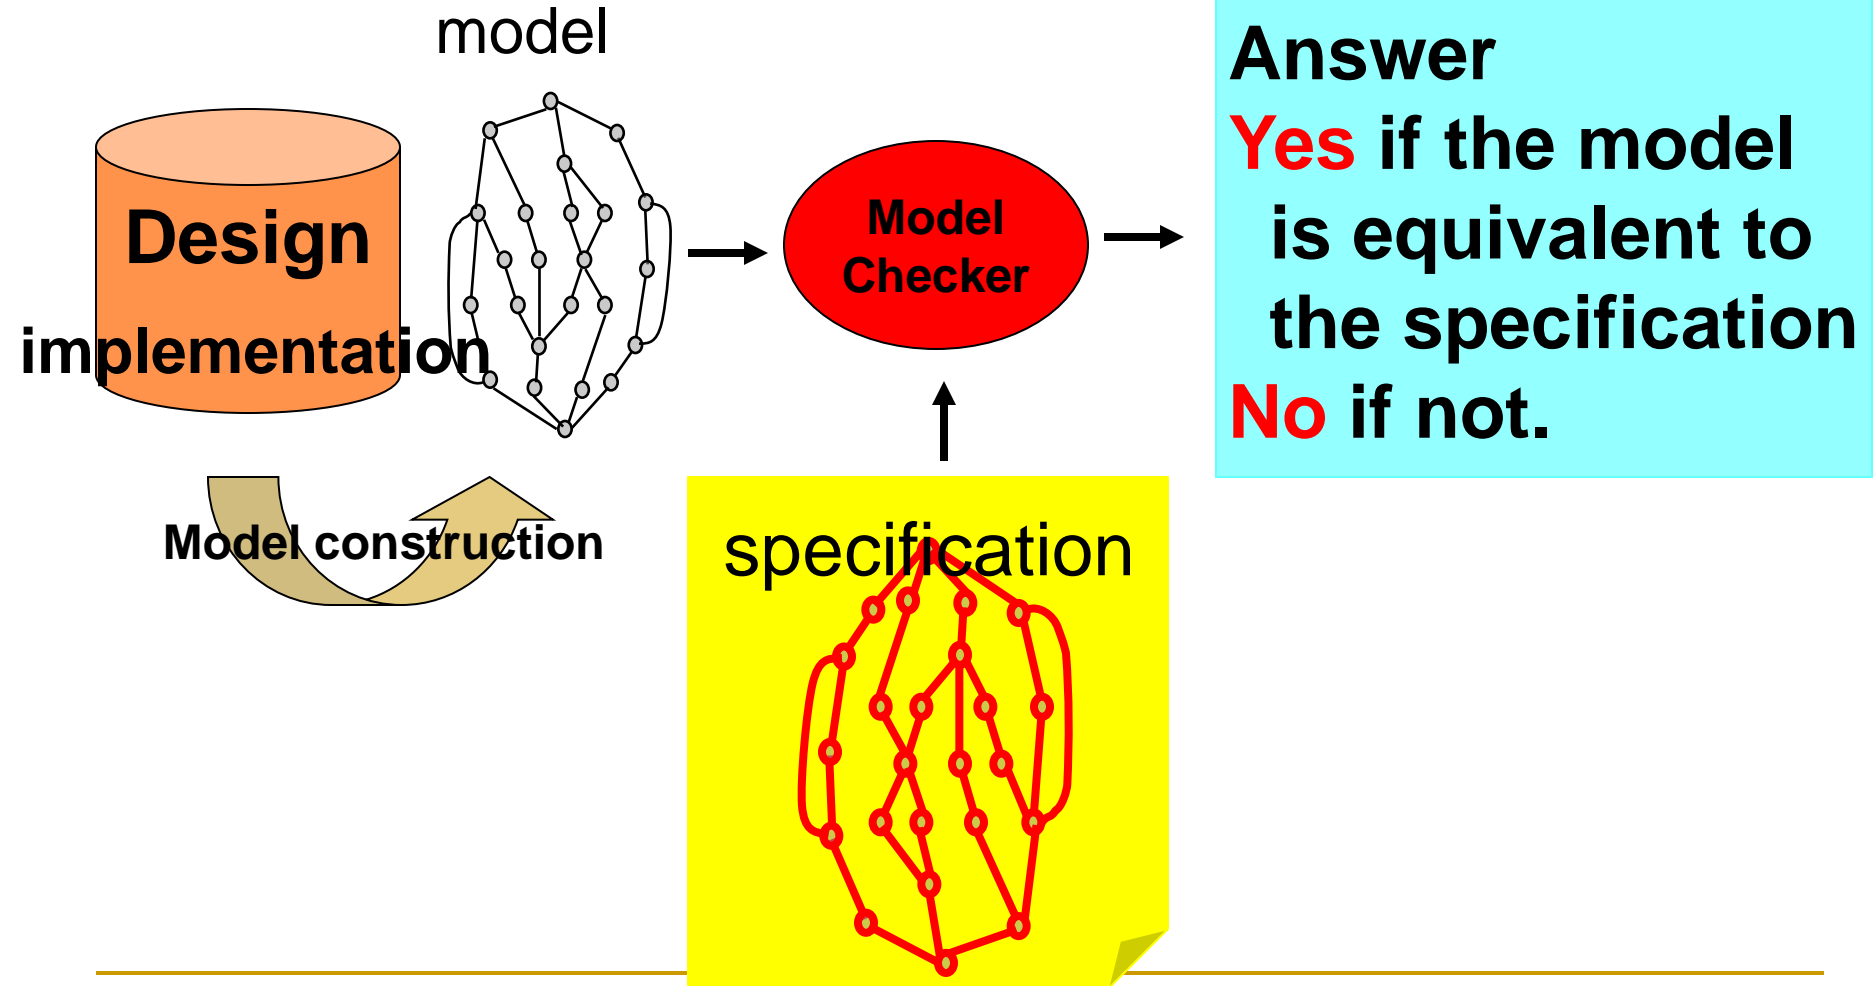 model
Design
implementation
Model construction
Model
Checker
specification
Answer
Yes if the model
is equivalent to
the specification
No if not.